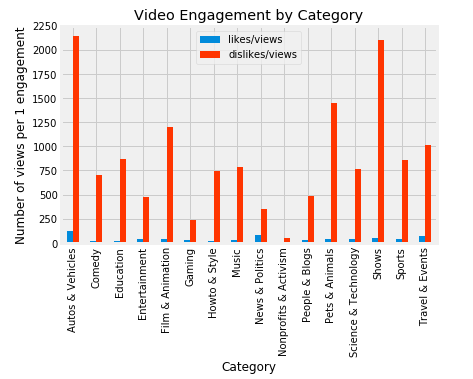 Video Engagement by Category
likes/views
dislikes/views
Number of views per 1 engagement
2250
2000
1750
1500
1250
1000
750
500
250
0
Autos & Vehicles
Comedy
Education
Entertainment
Film & Animation
Gaming
Howto & Style
Music
News & Politics
Nonprofits & Activism
People & Blogs
Pets & Animals
Science & Technology
Shows
Sports
Travel & Events
Category